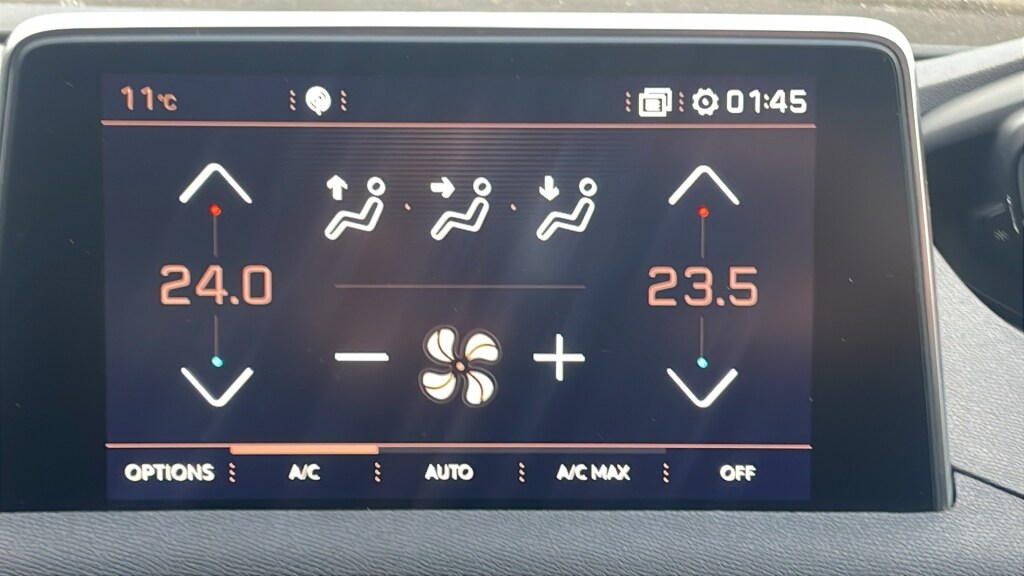 11°C 01:45
24.0 23.5
OPTIONS A/C AUTO A/C MAX OFF